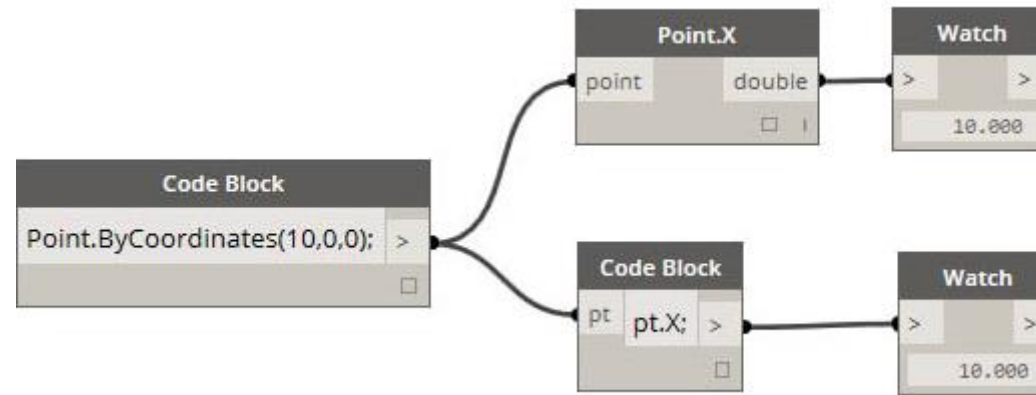 Point.X
point
double
>
>
10.000
Watch
Code Block
Point.ByCoordinates(10,0,0);
>
Code Block
pt
pt.X;
>
Watch
>
>
10.000